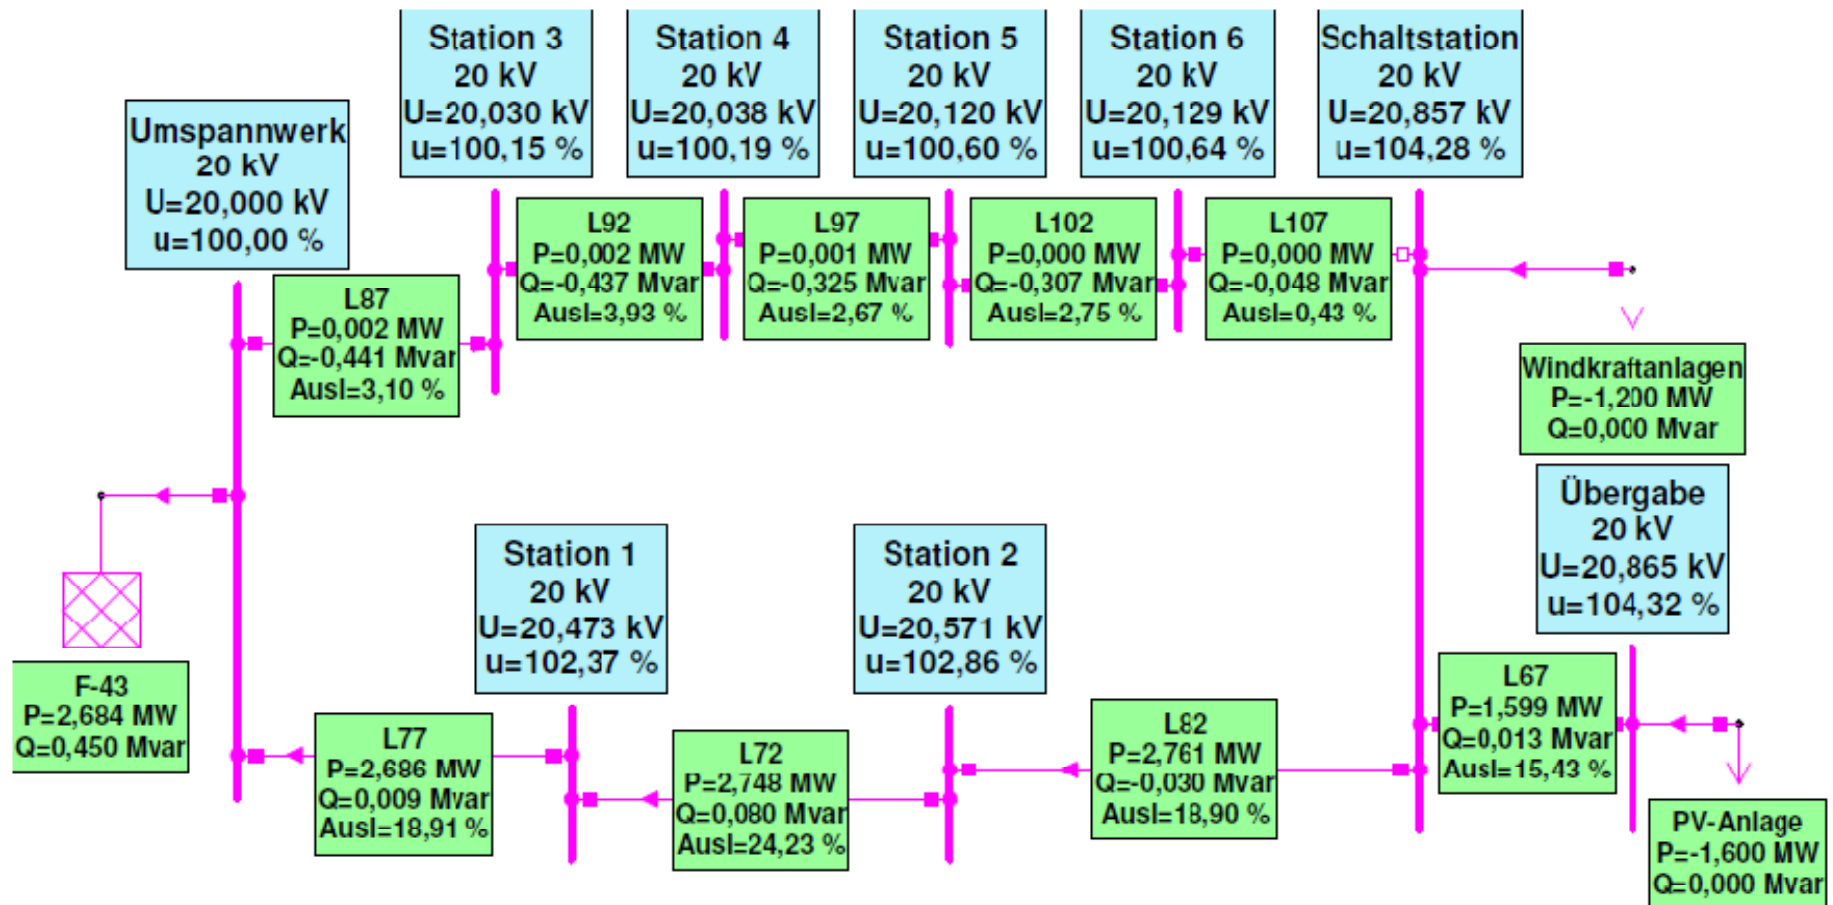 Station 3
20 kV
U=20,030 kV
u=100,15 %
Station 4
20 kV
U=20,038 kV
u=100,19 %
Station 5
20 kV
U=20,120 kV
u=100,60 %
Station 6
20 kV
U=20,129 kV
u=100,64 %
Schaltstation
20 kV
U=20,857 kV
u=104,28 %
Umspannwerk
20 kV
U=20,000 kV
u=100,00 %
L87
P=0,002 MW
Q=-0,441 Mvar
Ausl=3,10 %
L92
P=0,002 MW
Q=-0,437 Mvar
Ausl=3,93 %
L97
P=0,001 MW
Q=-0,325 Mvar
Ausl=2,67 %
L102
P=0,000 MW
Q=-0,307 Mvar
Ausl=2,75 %
L107
P=0,000 MW
Q=-0,048 Mvar
Ausl=0,43 %
Windkraftanlagen
P=-1,200 MW
Q=0,000 Mvar
Übergabe
20 kV
U=20,865 kV
u=104,32 %
Station 1
20 kV
U=20,473 kV
u=102,37 %
Station 2
20 kV
U=20,571 kV
u=102,86 %
F-43
P=2,684 MW
Q=0,450 Mvar
L77
P=2,686 MW
Q=0,009 Mvar
Ausl=18,91 %
L72
P=2,748 MW
Q=0,080 Mvar
Ausl=24,23 %
L82
P=2,761 MW
Q=-0,030 Mvar
Ausl=18,90 %
L67
P=1,599 MW
Q=0,013 Mvar
Ausl=15,43 %
PV-Anlage
P=-1,600 MW
Q=0,000 Mvar